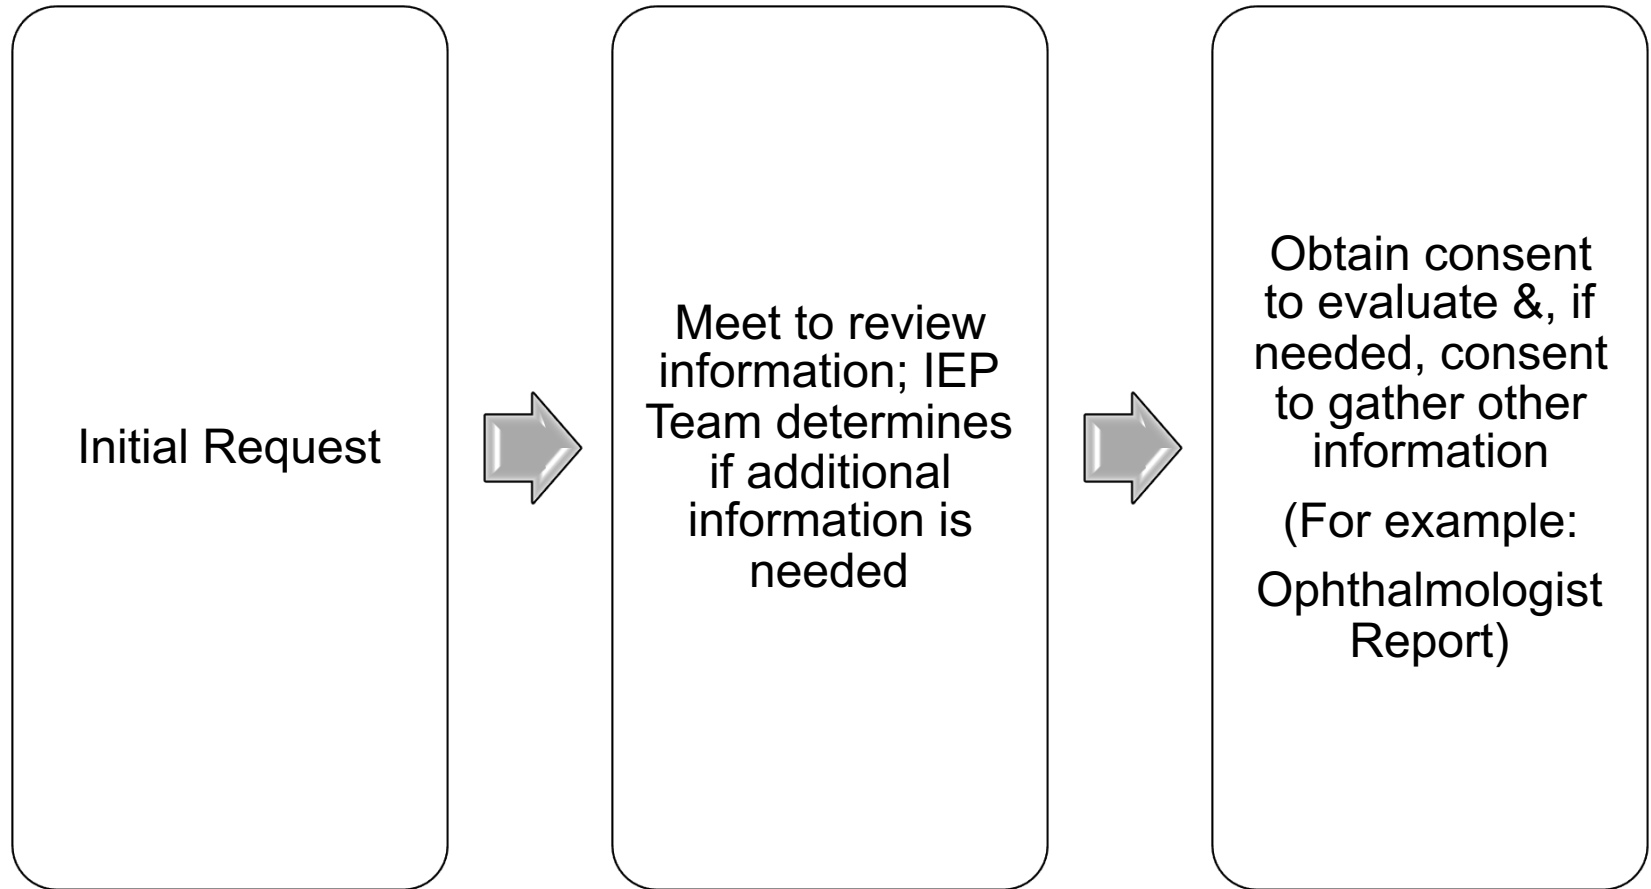 Initial Request
Meet to review
information; IEP
Team determines
if additional
information is
needed
Obtain consent
to evaluate &, if
needed, consent
to gather other
information
(For example:
Ophthalmologist
Report)